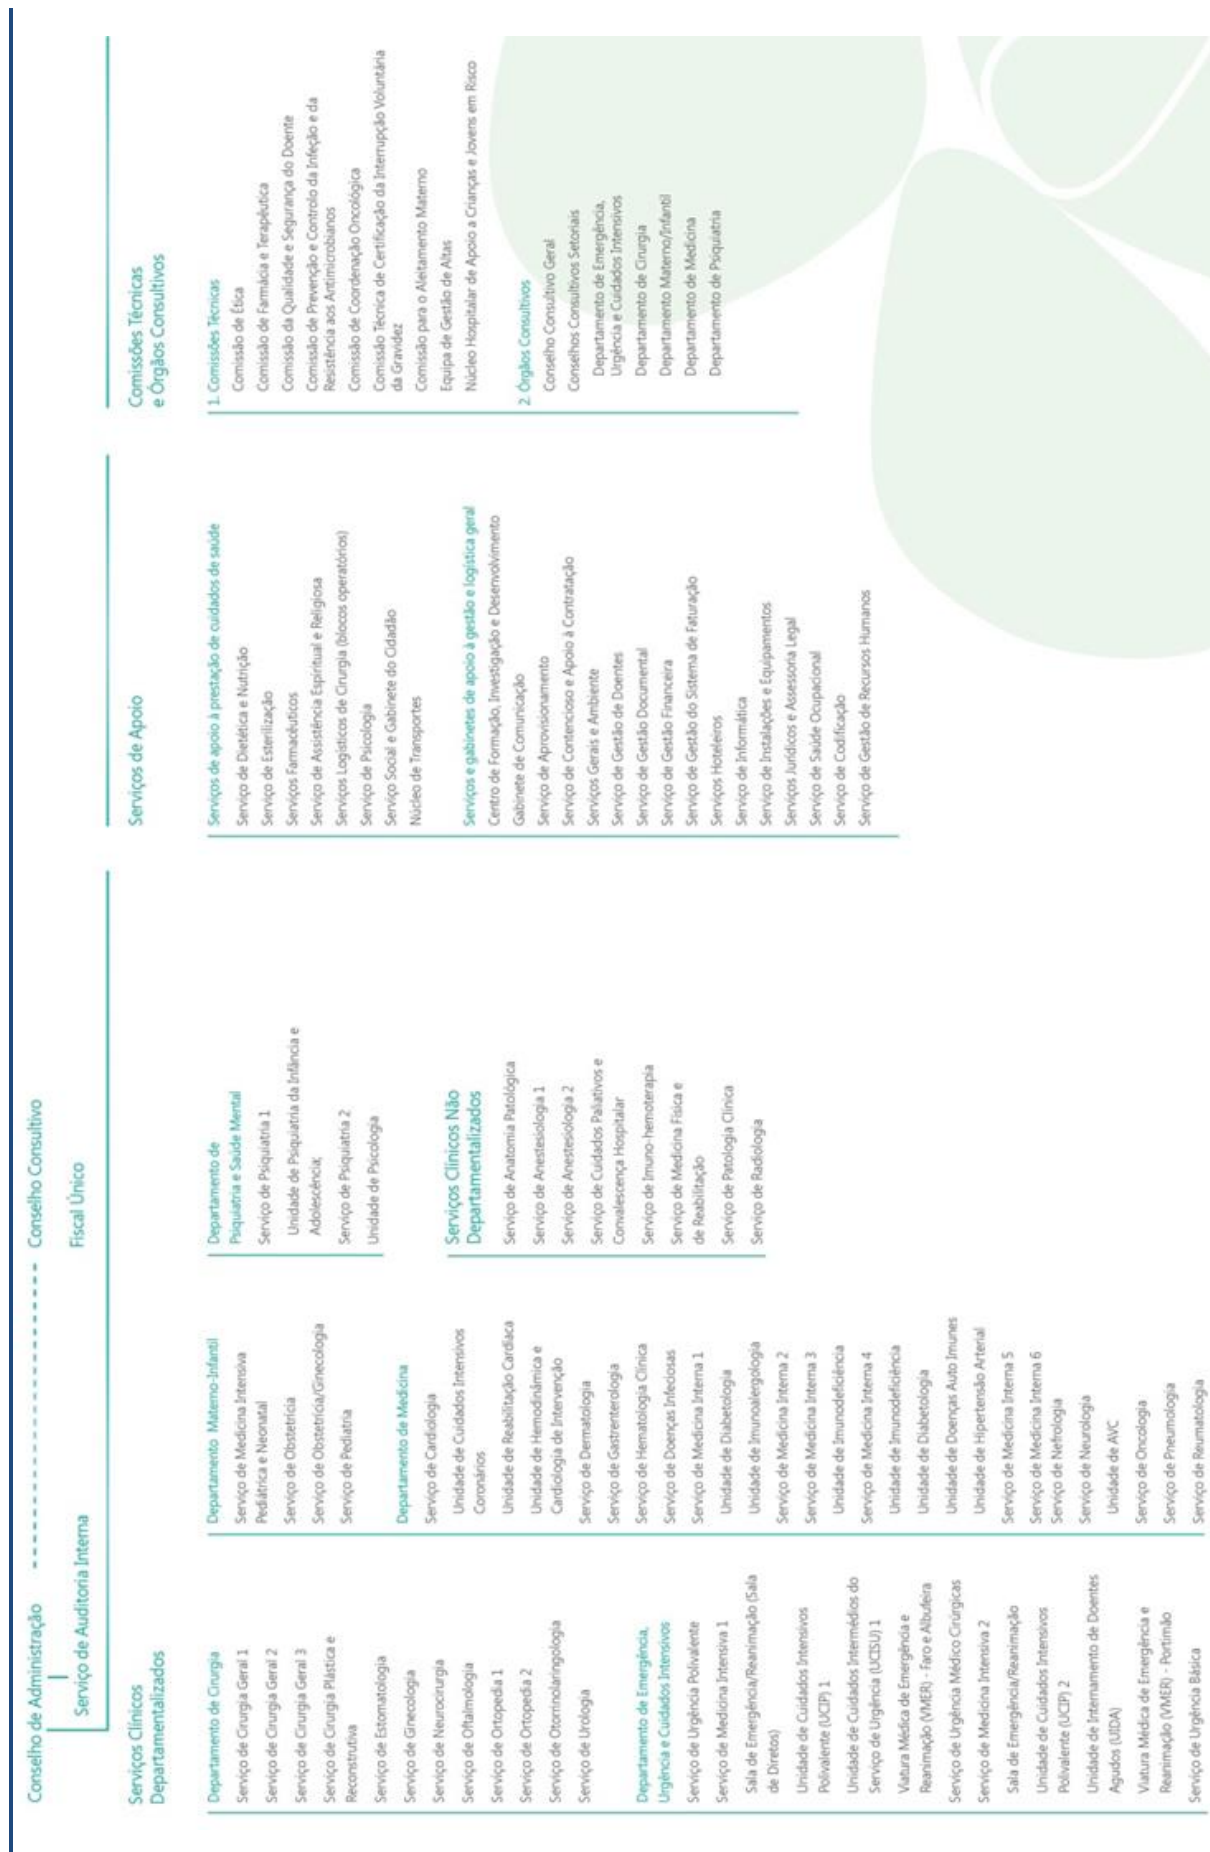 Conselho de Administração
Conselho Consultivo
Serviço de Auditoria Interna
Fiscal Único
Serviços Clínicos
Departamentalizados
Departamento de Cirurgia
Serviço de Cirurgia Geral 1
Serviço de Cirurgia Geral 2
Serviço de Cirurgia Geral 3
Serviço de Cirurgia Plástica e
Reconstrutiva
Serviço de Estomatologia
Serviço de Ginecologia
Serviço de Neurocirurgia
Serviço de Oftalmologia
Serviço de Ortopedia 1
Serviço de Ortopedia 2
Serviço de Otorrinolaringologia
Serviço de Urologia
Departamento de Emergência,
Urgência e Cuidados Intensivos
Serviço de Urgência Polivalente
Serviço de Medicina Intensiva 1
Sala de Emergência/Reanimação (Sala
de Diretos)
Unidade de Cuidados Intensivos
Polivalente (UCIP) 1
Unidade de Cuidados Intermédios do
Serviço de Urgência (UCISU) 1
Viatura Médica de Emergência e
Reanimação (VMER) - Faro e Albufeira
Serviço de Urgência Médico Cirúrgicas
Serviço de Medicina Intensiva 2
Sala de Emergência/Reanimação
Unidade de Cuidados Intensivos
Polivalente (UCIP) 2
Unidade de Internamento de Doentes
Agudos (UIDA)
Viatura Médica de Emergência e
Reanimação (VMER) - Portimão
Serviço de Urgência Básica
Departamento Materno-Infantil
Serviço de Medicina Intensiva
Pediátrica e Neonatal
Serviço de Obstetrícia
Serviço de Obstetrícia/Ginecologia
Serviço de Pediatria
Departamento de Medicina
Serviço de Cardiologia
Unidade de Cuidados Intensivos
Coronários
Unidade de Reabilitação Cardíaca
Unidade de Hemodinâmica e
Cardiologia de Intervenção
Serviço de Dermatologia
Serviço de Gastrenterologia
Serviço de Hematologia Clínica
Serviço de Doenças Infeciosas
Serviço de Medicina Interna 1
Unidade de Diabetologia
Unidade de Imunoalergologia
Serviço de Medicina Interna 2
Serviço de Medicina Interna 3
Unidade de Imunodeficiência
Serviço de Medicina Interna 4
Unidade de Imunodeficiência
Unidade de Diabetologia
Unidade de Doenças Auto Imunes
Unidade de Hipertensão Arterial
Serviço de Medicina Interna 5
Serviço de Medicina Interna 6
Serviço de Nefrologia
Serviço de Neurologia
Unidade de AVC
Serviço de Oncologia
Serviço de Pneumologia
Serviço de Reumatologia
Departamento de
Psiquiatria e Saúde Mental
Serviço de Psiquiatria 1
Unidade de Psiquiatria da Infância e
Adolescência;
Serviço de Psiquiatria 2
Unidade de Psicologia
Serviços Clínicos Não
Departamentalizados
Serviço de Anatomia Patológica
Serviço de Anestesiologia 1
Serviço de Anestesiologia 2
Serviço de Cuidados Paliativos e
Convalescença Hospitalar
Serviço de Imuno-hemoterapia
Serviço de Medicina Física e
de Reabilitação
Serviço de Patologia Clínica
Serviço de Radiologia
Serviços de Apoio
Serviços de apoio à prestação de cuidados de saúde
Serviço de Dietética e Nutrição
Serviço de Esterilização
Serviços Farmacêuticos
Serviço de Assistência Espiritual e Religiosa
Serviços Logísticos de Cirurgia (blocos operatórios)
Serviço de Psicologia
Serviço Social e Gabinete do Cidadão
Núcleo de Transportes
Serviços e gabinetes de apoio à gestão e logística geral
Centro de Formação, Investigação e Desenvolvimento
Gabinete de Comunicação
Serviço de Aprovisionamento
Serviço de Contencioso e Apoio à Contratação
Serviços Gerais e Ambiente
Serviço de Gestão de Doentes
Serviço de Gestão Documental
Serviço de Gestão Financeira
Serviço de Gestão do Sistema de Faturação
Serviços Hoteleiros
Serviço de Informática
Serviço de Instalações e Equipamentos
Serviços Jurídicos e Assessoria Legal
Serviço de Saúde Ocupacional
Serviço de Codificação
Serviço de Gestão de Recursos Humanos
Comissões Técnicas
e Órgãos Consultivos
1. Comissões Técnicas
Comissão de Ética
Comissão de Farmácia e Terapêutica
Comissão da Qualidade e Segurança do Doente
Comissão de Prevenção e Controlo da Infeção e da
Resistência aos Antimicrobianos
Comissão de Coordenação Oncológica
Comissão Técnica de Certificação da Interrupção Voluntária
da Gravidez
Comissão para o Aleitamento Materno
Equipa de Gestão de Altas
Núcleo Hospitalar de Apoio a Crianças e Jovens em Risco
2. Órgãos Consultivos
Conselho Consultivo Geral
Conselhos Consultivos Setoriais
Departamento de Emergência,
Urgência e Cuidados Intensivos
Departamento de Cirurgia
Departamento Materno/Infantil
Departamento de Medicina
Departamento de Psiquiatria